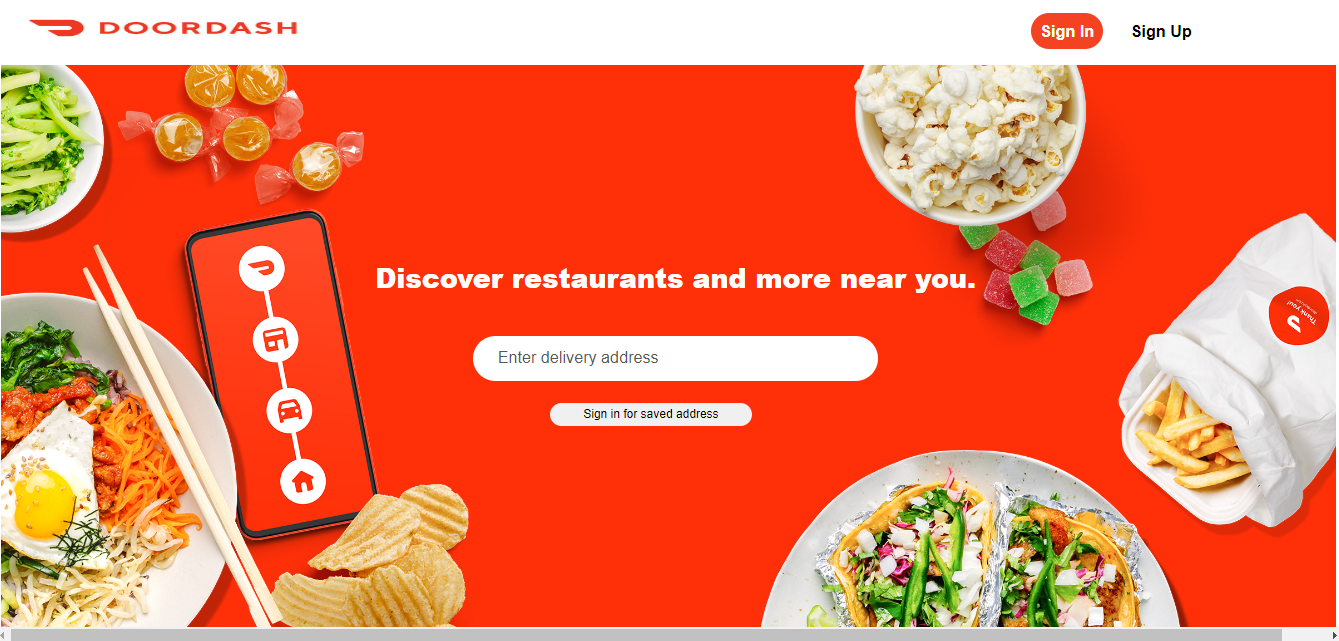 DOORDASH
Sign In
Sign Up
Discover restaurants and more near you.
Enter delivery address
Sign in for saved address
Thank you!